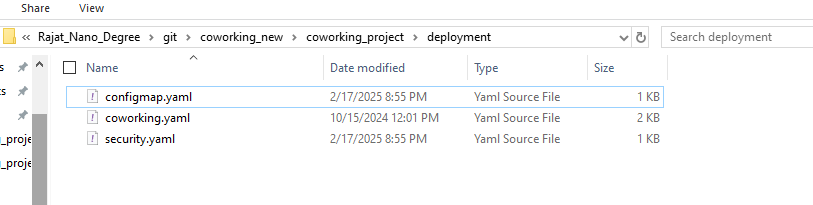 Share View
« Rajat_Nano_Degree > git > coworking_new > coworking_project > deployment Search deployment
Name Date modified Type Size
configmap.yaml 2/17/2025 8:55 PM Yaml Source File 1 KB
coworking.yaml 10/15/2024 12:01 PM Yaml Source File 2 KB
security.yaml 2/17/2025 8:55 PM Yaml Source File 1 KB